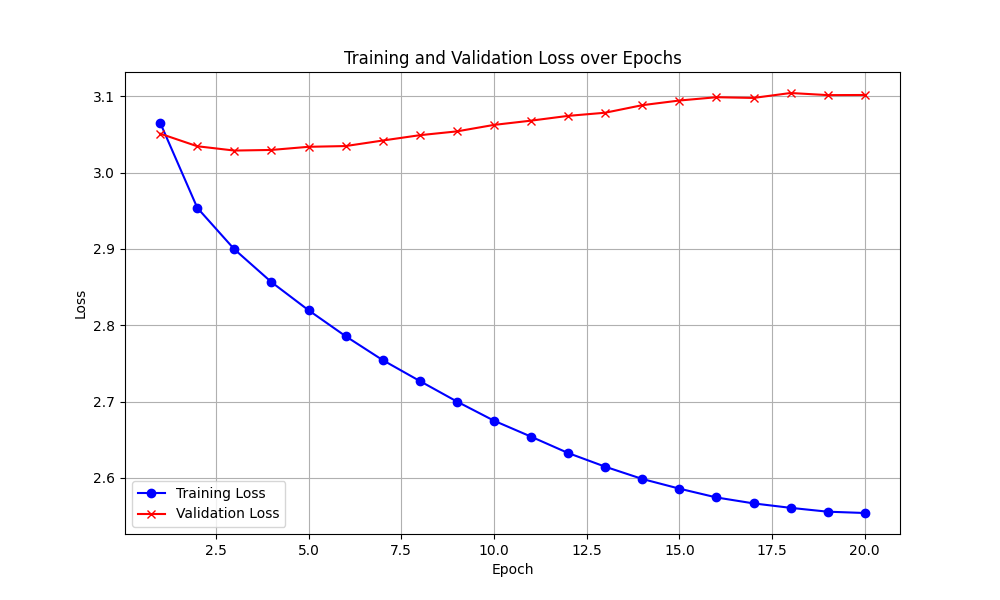 Training and Validation Loss over Epochs
3.1
3.0
2.9
2.8
2.7
2.6
Loss
Training Loss
Validation Loss
2.5 5.0 7.5 10.0 12.5 15.0 17.5 20.0
Epoch